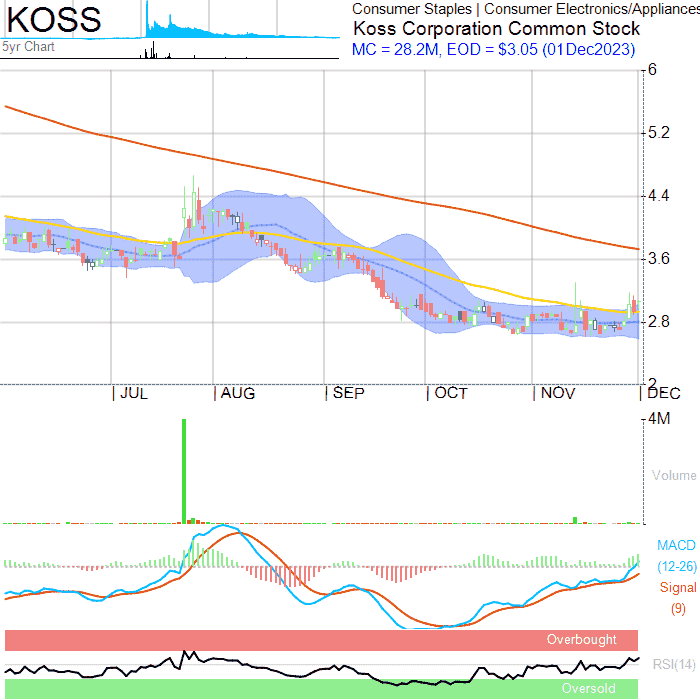 KOSS
5yr Chart
Consumer Staples | Consumer Electronics/Appliances
Koss Corporation Common Stock
MC = 28.2M, EOD = $3.05 (01Dec2023)
6
5.2
4.4
3.6
2.8
2
JUL AUG SEP OCT NOV DEC
4M
Volume
MACD
(12-26)
Signal
(9)
Overbought
RSI(14)
Oversold